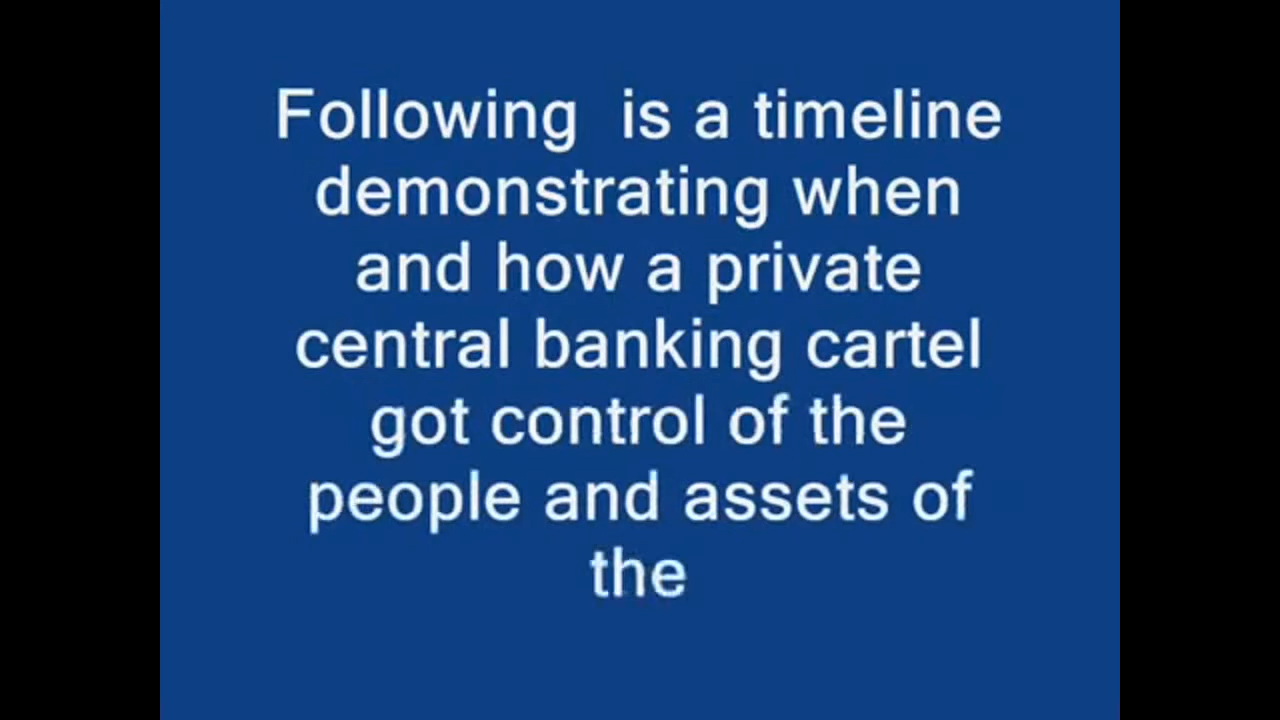 Following  is a timeline
demonstrating when
and how a private
central banking cartel
got control of the
people and assets of
the